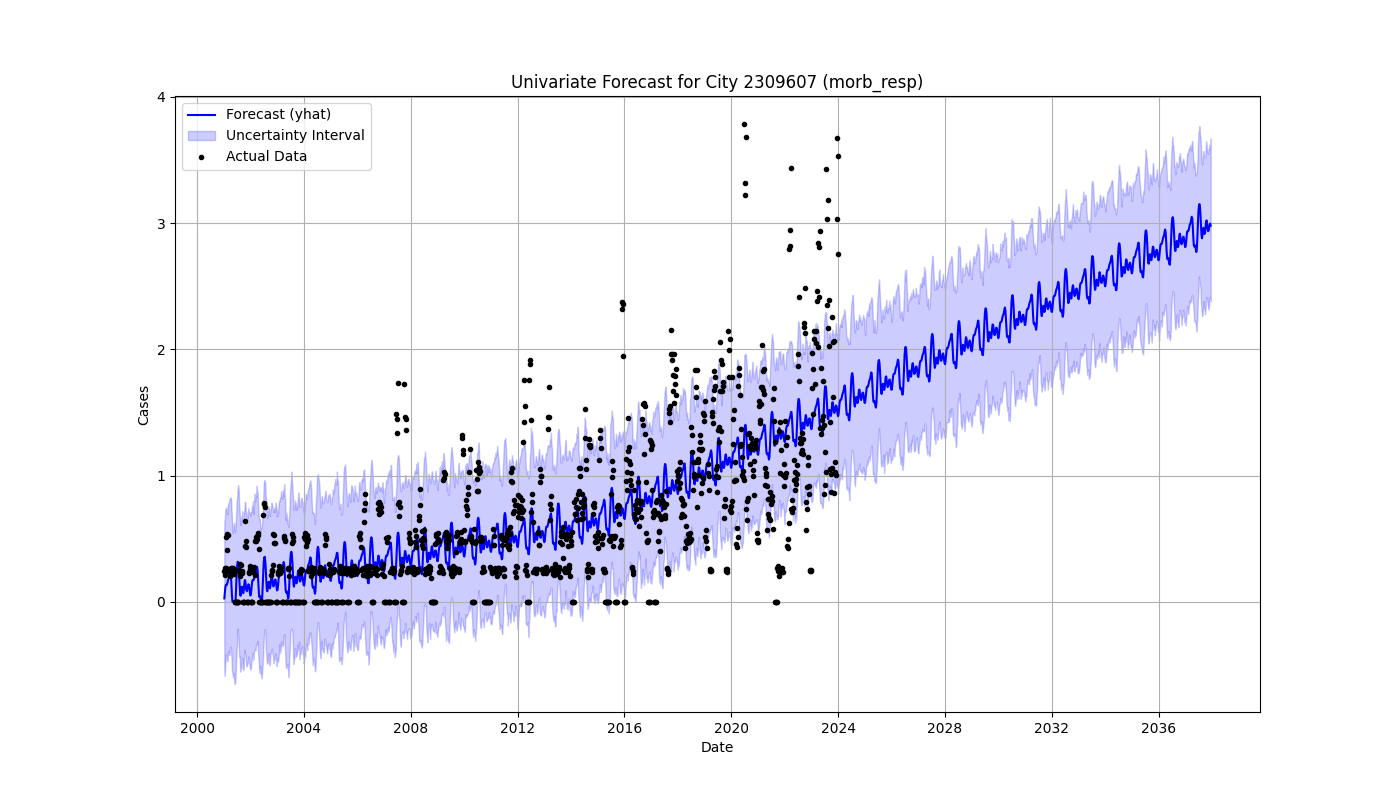 Univariate Forecast for City 2309607 (morb_resp)
Forecast (yhat)
Uncertainty Interval
Actual Data
4
3
2
1
0
Cases
2000 2004 2008 2012 2016 2020 2024 2028 2032 2036
Date